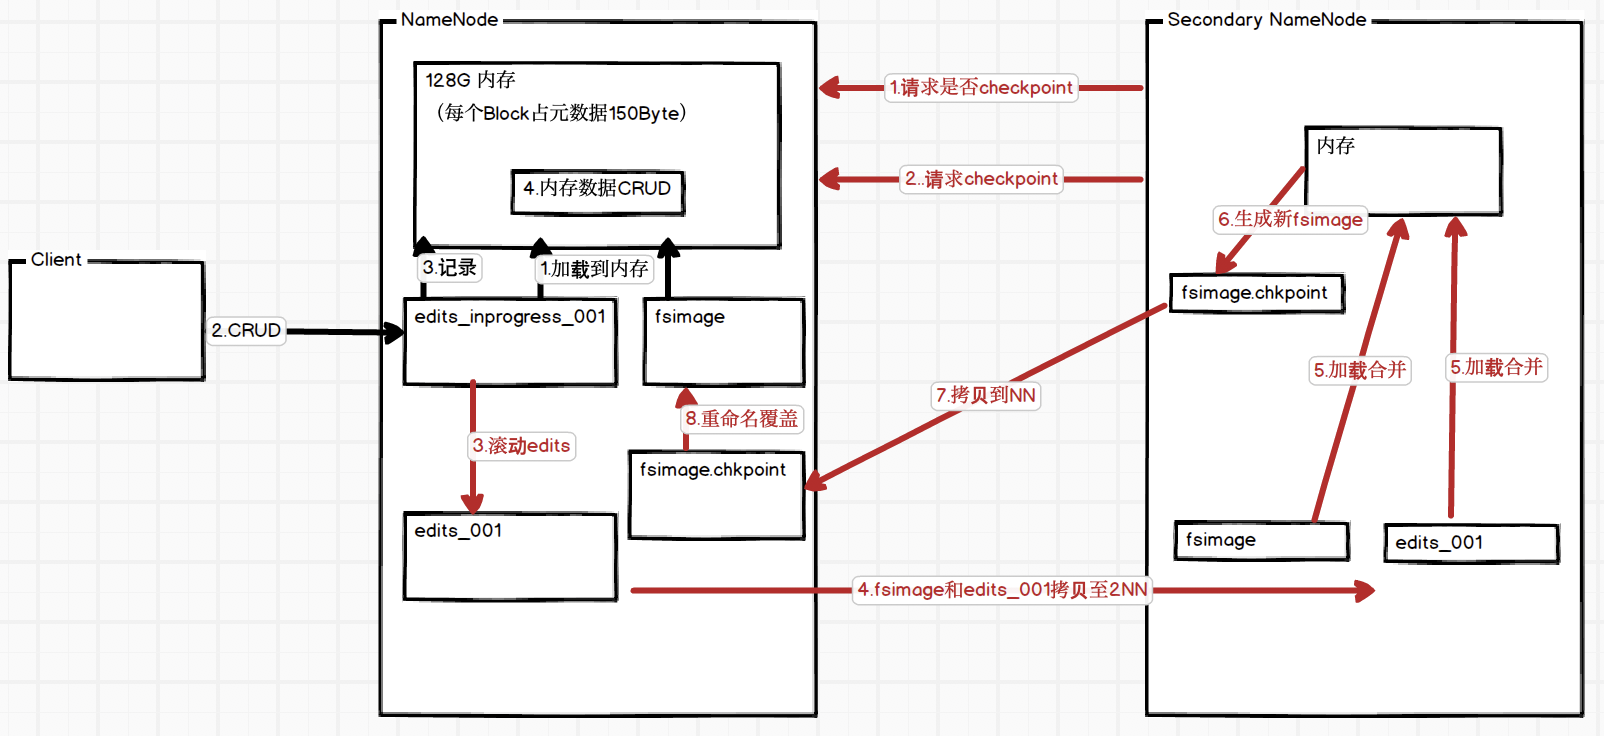 NameNode
Secondary NameNode
128G 内存
（每个Block占元数据150Byte）
4.内存数据CRUD
1.请求是否checkpoint
2..请求checkpoint
内存
6.生成新fsimage
Client
3.记录
1.加载到内存
fsimage.chkpoint
2.CRUD
edits_inprogress_001
fsimage
5.加载合并
5.加载合并
7.拷贝到NN
8.重命名覆盖
3.滚动edits
fsimage.chkpoint
edits_001
fsimage
edits_001
4.fsimage和edits_001拷贝至2NN